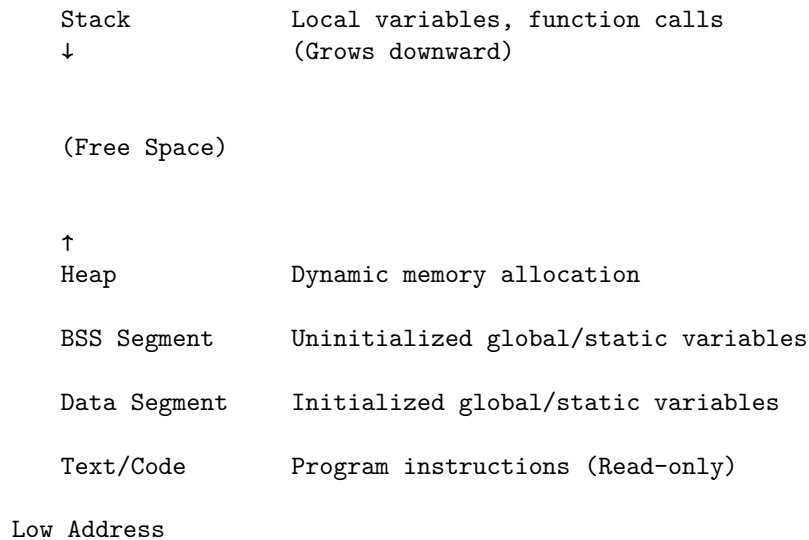 Stack Local variables, function calls
↓ (Grows downward)
(Free Space)
↑
Heap Dynamic memory allocation
BSS Segment Uninitialized global/static variables
Data Segment Initialized global/static variables
Text/Code Program instructions (Read-only)
Low Address